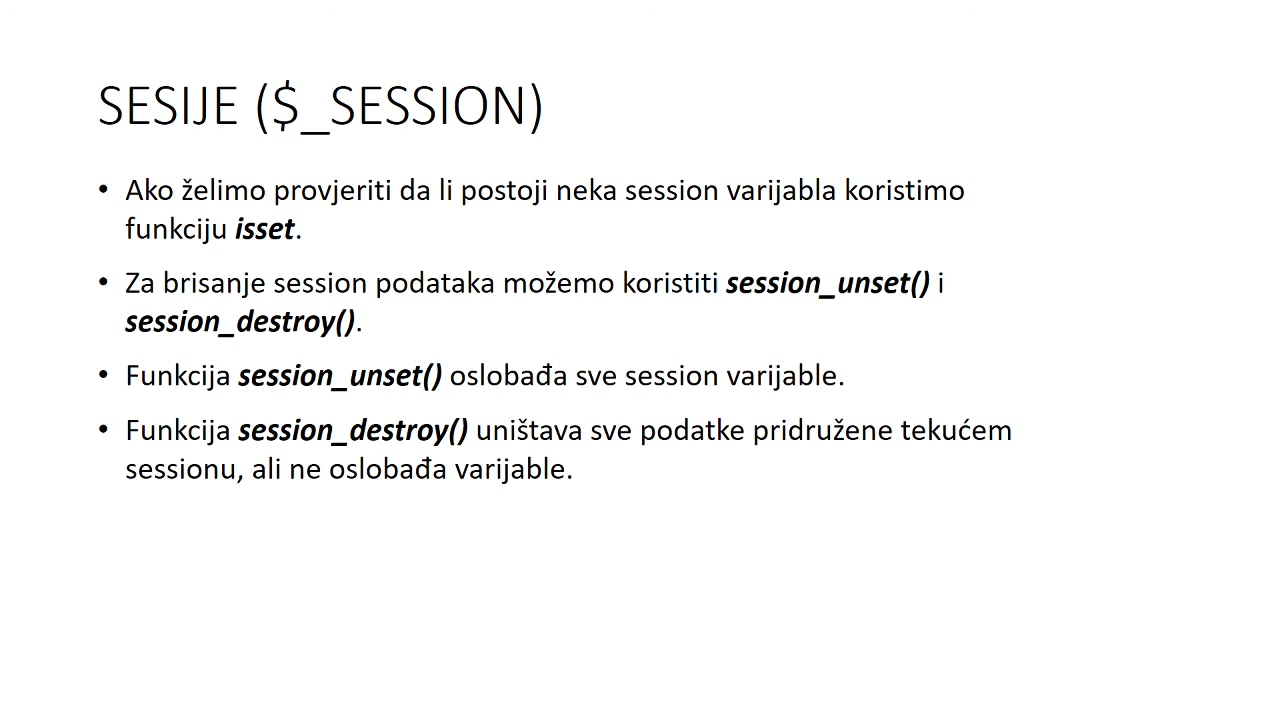 SESIJE ($_SESSION)
• Ako želimo provjeriti da li postoji neka session varijabla koristimo
funkciju isset.
• Za brisanje session podataka možemo koristiti session_unset() i
session_destroy().
• Funkcija session_unset() oslobađa sve session varijable.
• Funkcija session_destroy() uništava sve podatke pridružene tekućem
sessionu, ali ne oslobađa varijable.